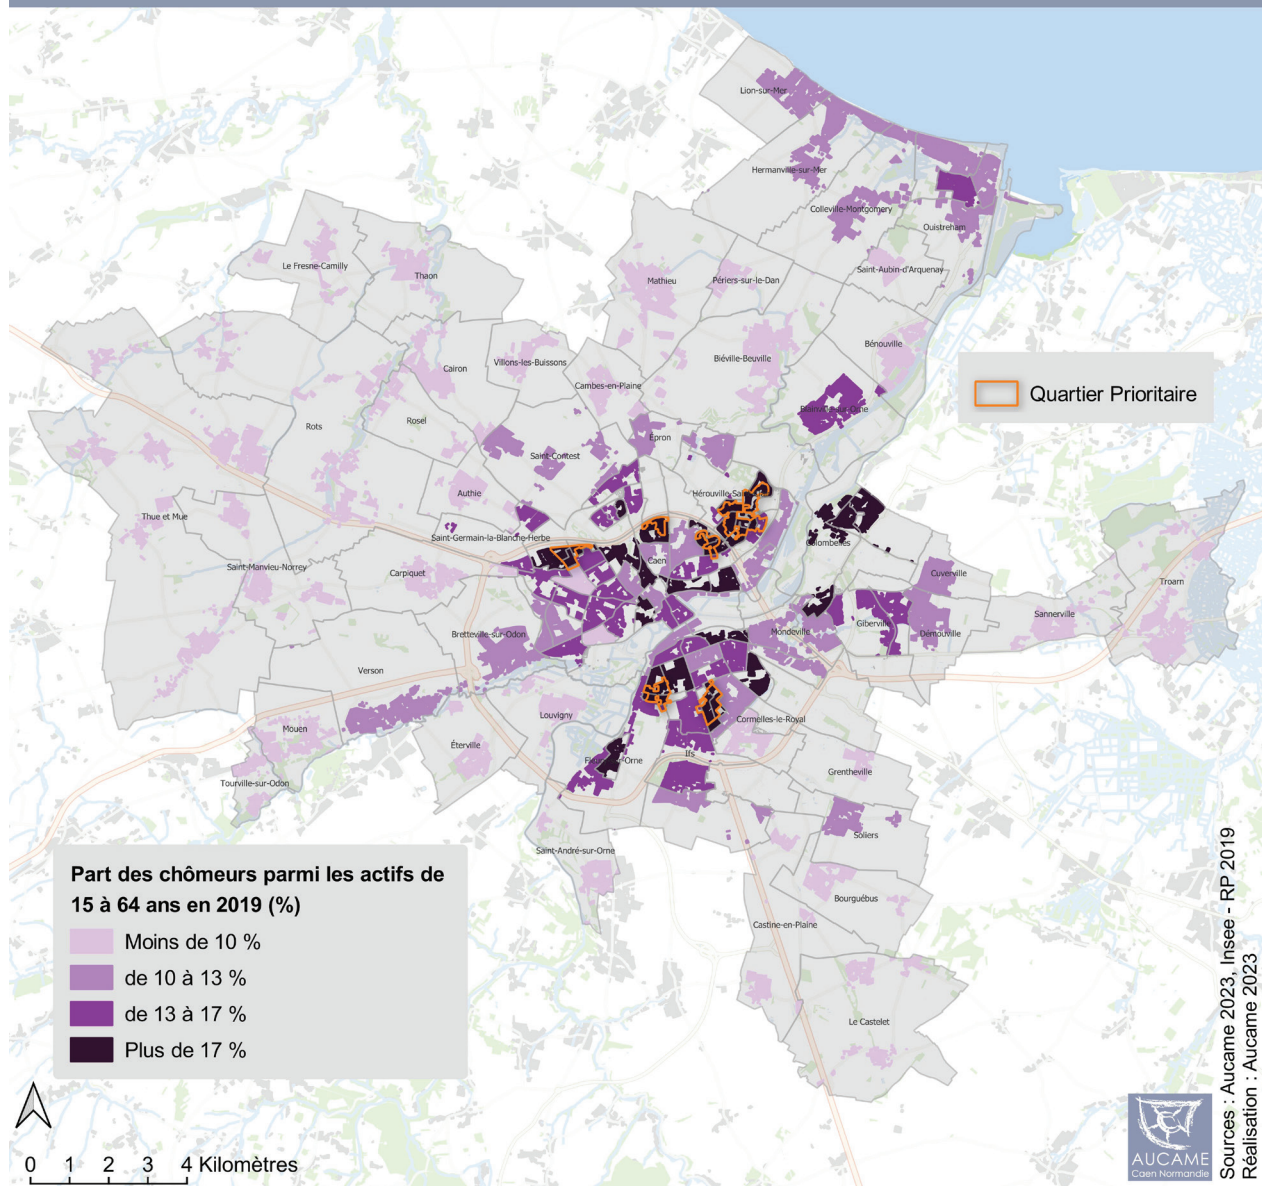 Lion-sur-Mer
Hermanville-sur-Mer
Colleville-Montgomery
Ouistreham
Saint-Aubin-d'Arquenay
Le Fresne-Camilly
Thaon
Mathieu
Périers-sur-le-Dan
Bénouville
Biéville-Beuville
Villons-les-Buissons
Cairon
Cambes-en-Plaine
Quartier Prioritaire
Blainville-sur-Orne
Rots
Rosel
Épron
Saint-Contest
Authie
Hérouville-Saint-
Thue et Mue
Saint-Germain-la-Blanche-Herbe
Colombelles
Caen
Saint-Manvieu-Norrey
Carpiquet
Cuverville
Troarn
Sannerville
Giberville
Démouville
Mondeville
Bretteville-sur-Odon
Verson
Louvigny
Cormelles-le-Royal
Mouen
Éterville
Ifs
Fleury-sur-Orne
Grentheville
Tourville-sur-Odon
Soliers
Saint-André-sur-Orne
Bourguébus
Castine-en-Plaine
Le Castelet
Part des chômeurs parmi les actifs de
15 à 64 ans en 2019 (%)
Moins de 10 %
de 10 à 13 %
de 13 à 17 %
Plus de 17 %
0 1 2 3 4 Kilomètres
AUCAME
Caen Normandie
Sources : Aucame 2023, Insee - RP 2019
Réalisation : Aucame 2023